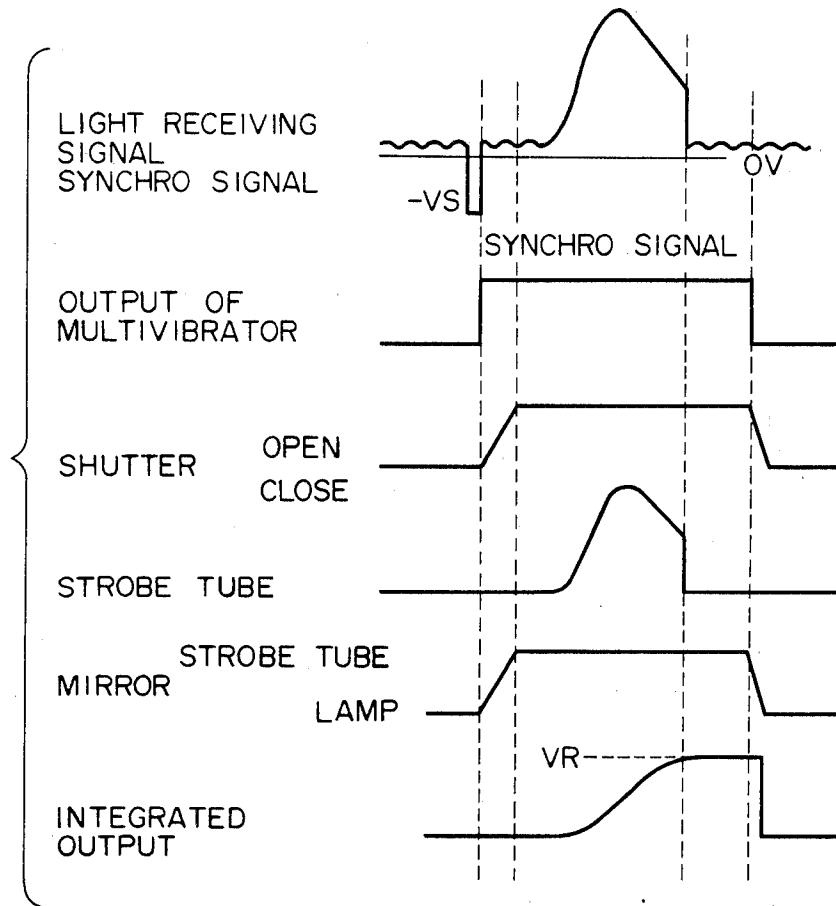 LIGHT RECEIVING
SIGNAL
SYNCHRO SIGNAL
-VS
OV
SYNCHRO SIGNAL
OUTPUT OF
MULTIVIBRATOR
SHUTTER
OPEN
CLOSE
STROBE TUBE
MIRROR
STROBE TUBE
LAMP
VR
INTEGRATED
OUTPUT